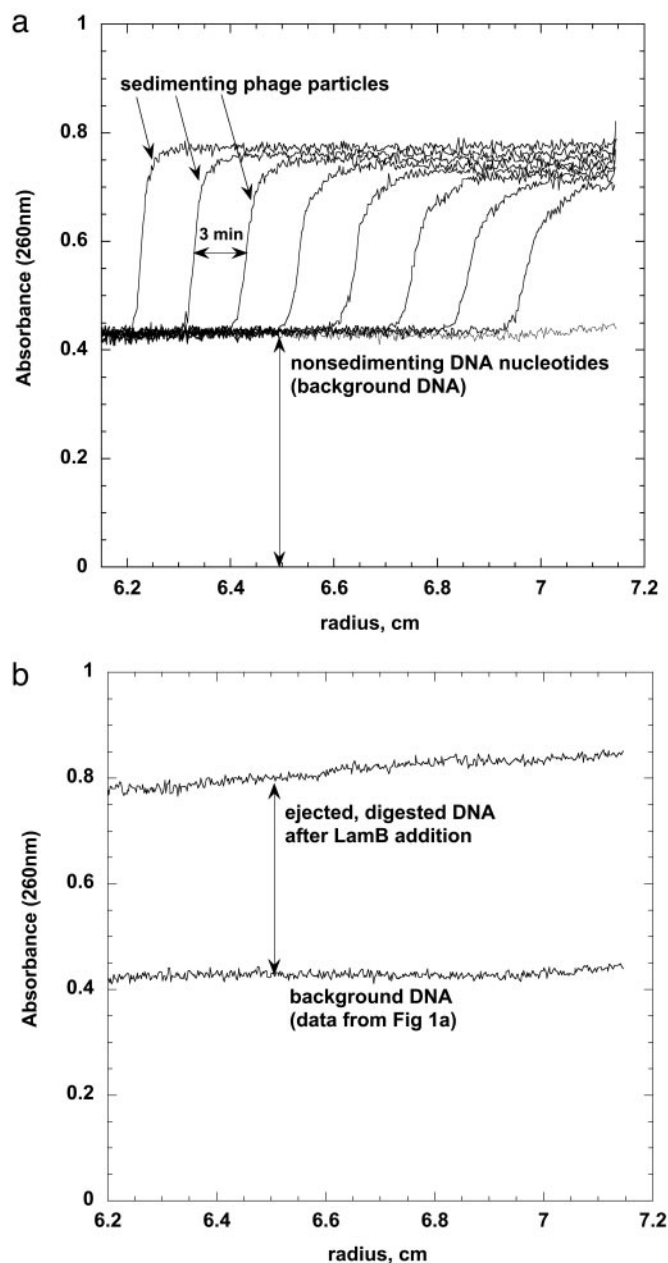 a
sedimenting phage particles
3 min
nonsedimenting DNA nucleotides
(background DNA)
Absorbance (260nm)
1
0.8
0.6
0.4
0.2
0
6.2 6.4 6.6 6.8 7 7.2
radius, cm
b
ejected, digested DNA
after LamB addition
background DNA
(data from Fig 1a)
Absorbance (260nm)
1
0.8
0.6
0.4
0.2
0
6.2 6.4 6.6 6.8 7 7.2
radius, cm